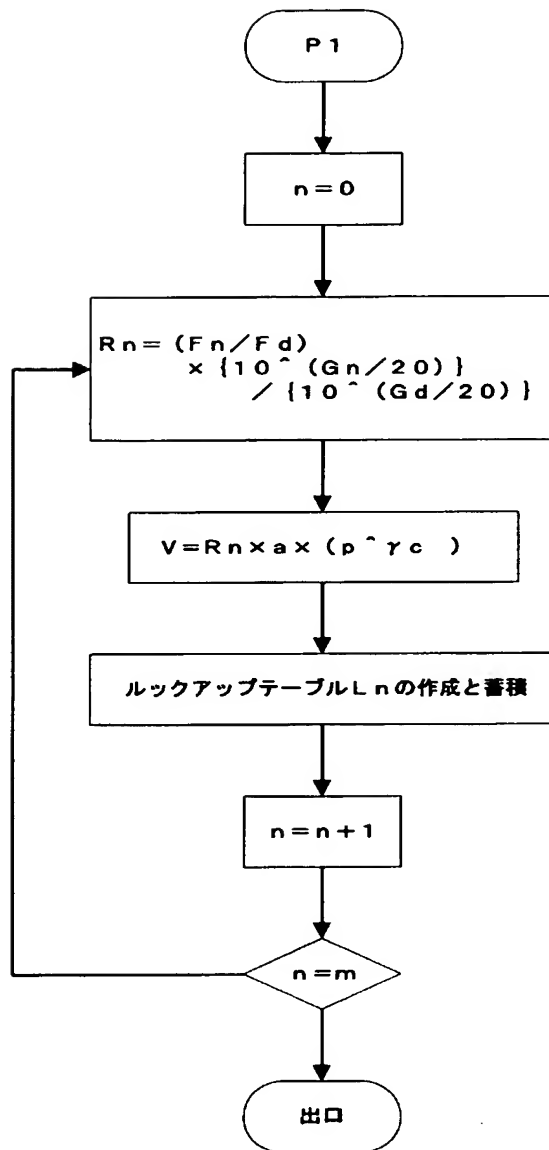 P1
n=0
Rn=(Fn/Fd)
×{10^(Gn/20)}
/{10^(Gd/20)}
V=Rn×a×(p^γc )
ルックアップテーブルLnの作成と蓄積
n=n+1
n=m
出口